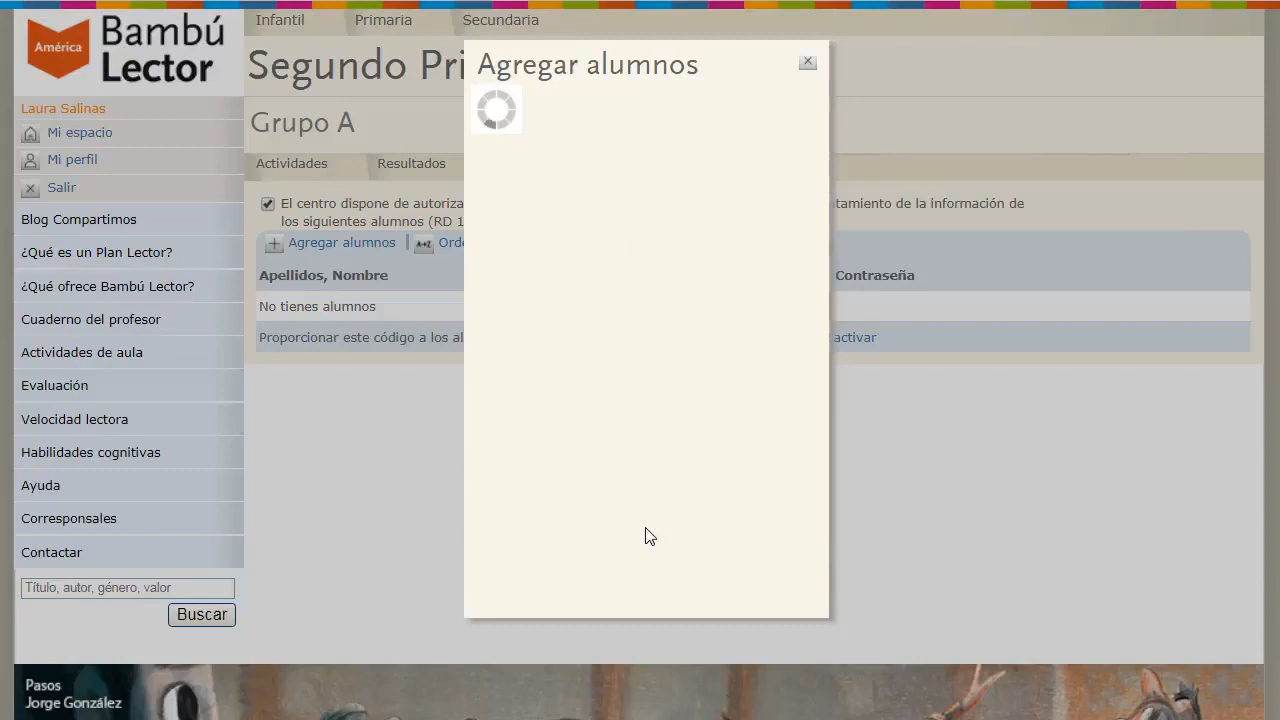 América
Bambú
Lector
Laura Salinas
Mi espacio
Mi perfil
Salir
Blog Compartimos
¿Qué es un Plan Lector?
¿Qué ofrece Bambú Lector?
Cuaderno del profesor
Actividades de aula
Evaluación
Velocidad lectora
Habilidades cognitivas
Ayuda
Corresponsales
Contactar
Título, autor, género, valor
Buscar
Infantil
Primaria
Secundaria
Segundo Pri
Grupo A
Actividades
Resultados
El centro dispone de autoriza
tamiento de la información de
los siguientes alumnos (RD 1
Agregar alumnos
A+Z
Orde
Apellidos, Nombre
Contraseña
No tienes alumnos
Proporcionar este código a los al
activar
Agregar alumnos
Pasos
Jorge González